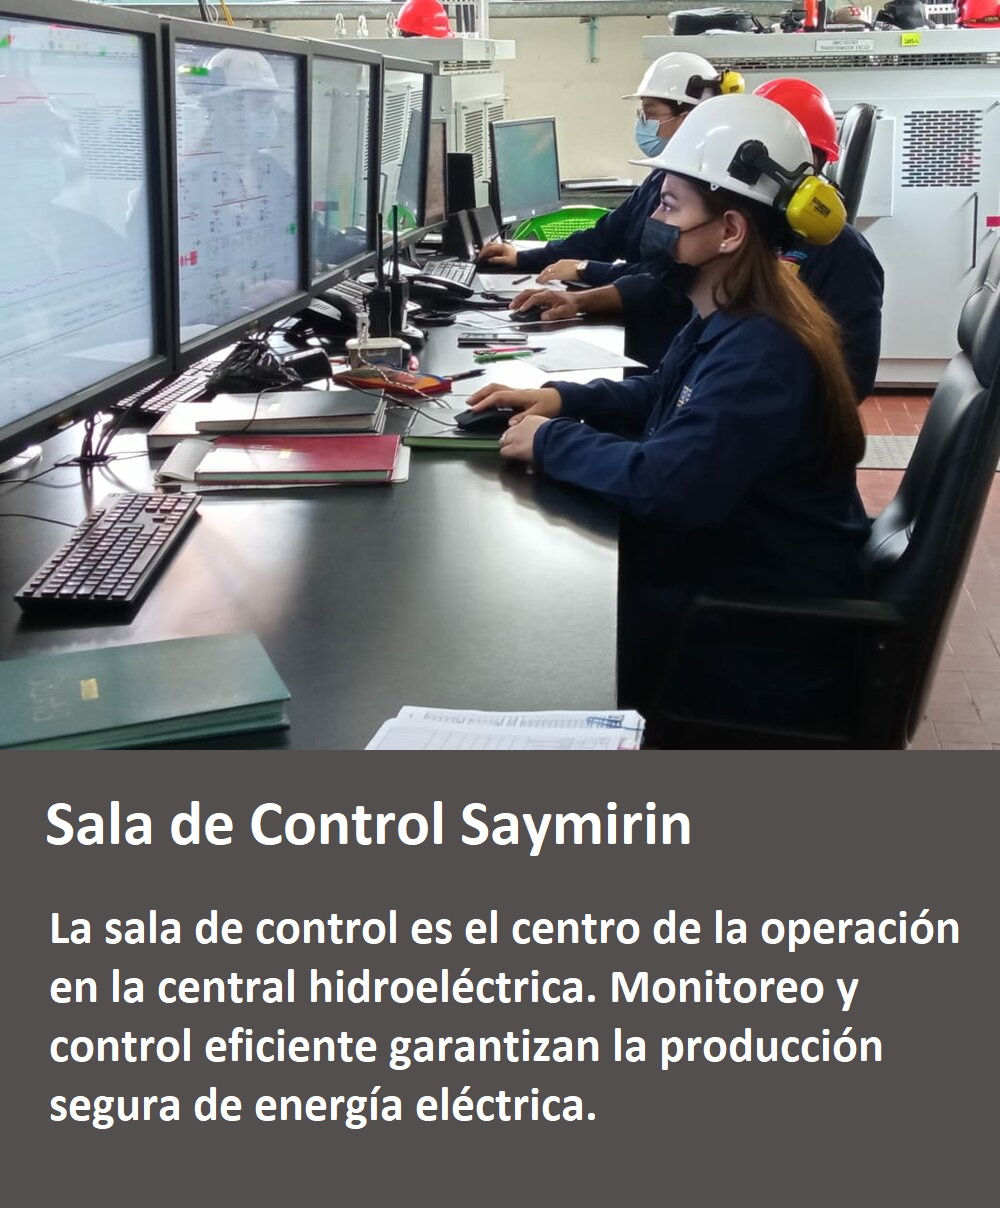 Sala de Control Saymirin
La sala de control es el centro de la operación
en la central hidroeléctrica. Monitoreo y
control eficiente garantizan la producción
segura de energía eléctrica.